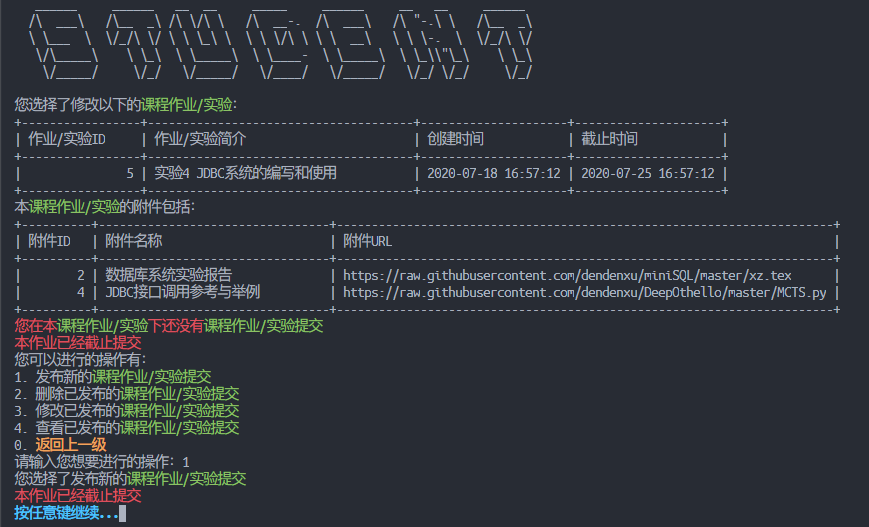 STUDENT
您选择了修改以下的课程作业/实验:
| 作业/实验ID | 作业/实验简介 | 创建时间 | 截止时间 |
| 5 | 实验4 JDBC系统的编写和使用 | 2020-07-18 16:57:12 | 2020-07-25 16:57:12 |
本课程作业/实验的附件包括:
| 附件ID | 附件名称 | 附件URL |
| 2 | 数据库系统实验报告 | https://raw.githubusercontent.com/dendenxu/miniSQL/master/xz.tex |
| 4 | JDBC接口调用参考与举例 | https://raw.githubusercontent.com/dendenxu/DeepOthello/master/MCTS.py |
您在本课程作业/实验下还没有课程作业/实验提交
本作业已经截止提交
您可以进行的操作有:
1. 发布新的课程作业/实验提交
2. 删除已发布的课程作业/实验提交
3. 修改已发布的课程作业/实验提交
4. 查看已发布的课程作业/实验提交
0. 返回上一级
请输入您想要进行的操作: 1
您选择了发布新的课程作业/实验提交
本作业已经截止提交
按任意键继续...